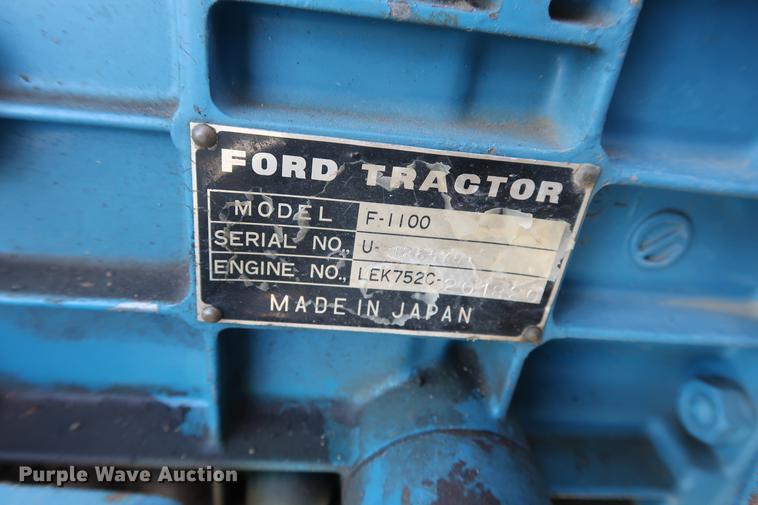 FORD TRACTOR
MODEL F-1100
SERIAL NO., U-
ENGINE NO., LEK752C-
MADE IN JAPAN
Purple Wave Auction